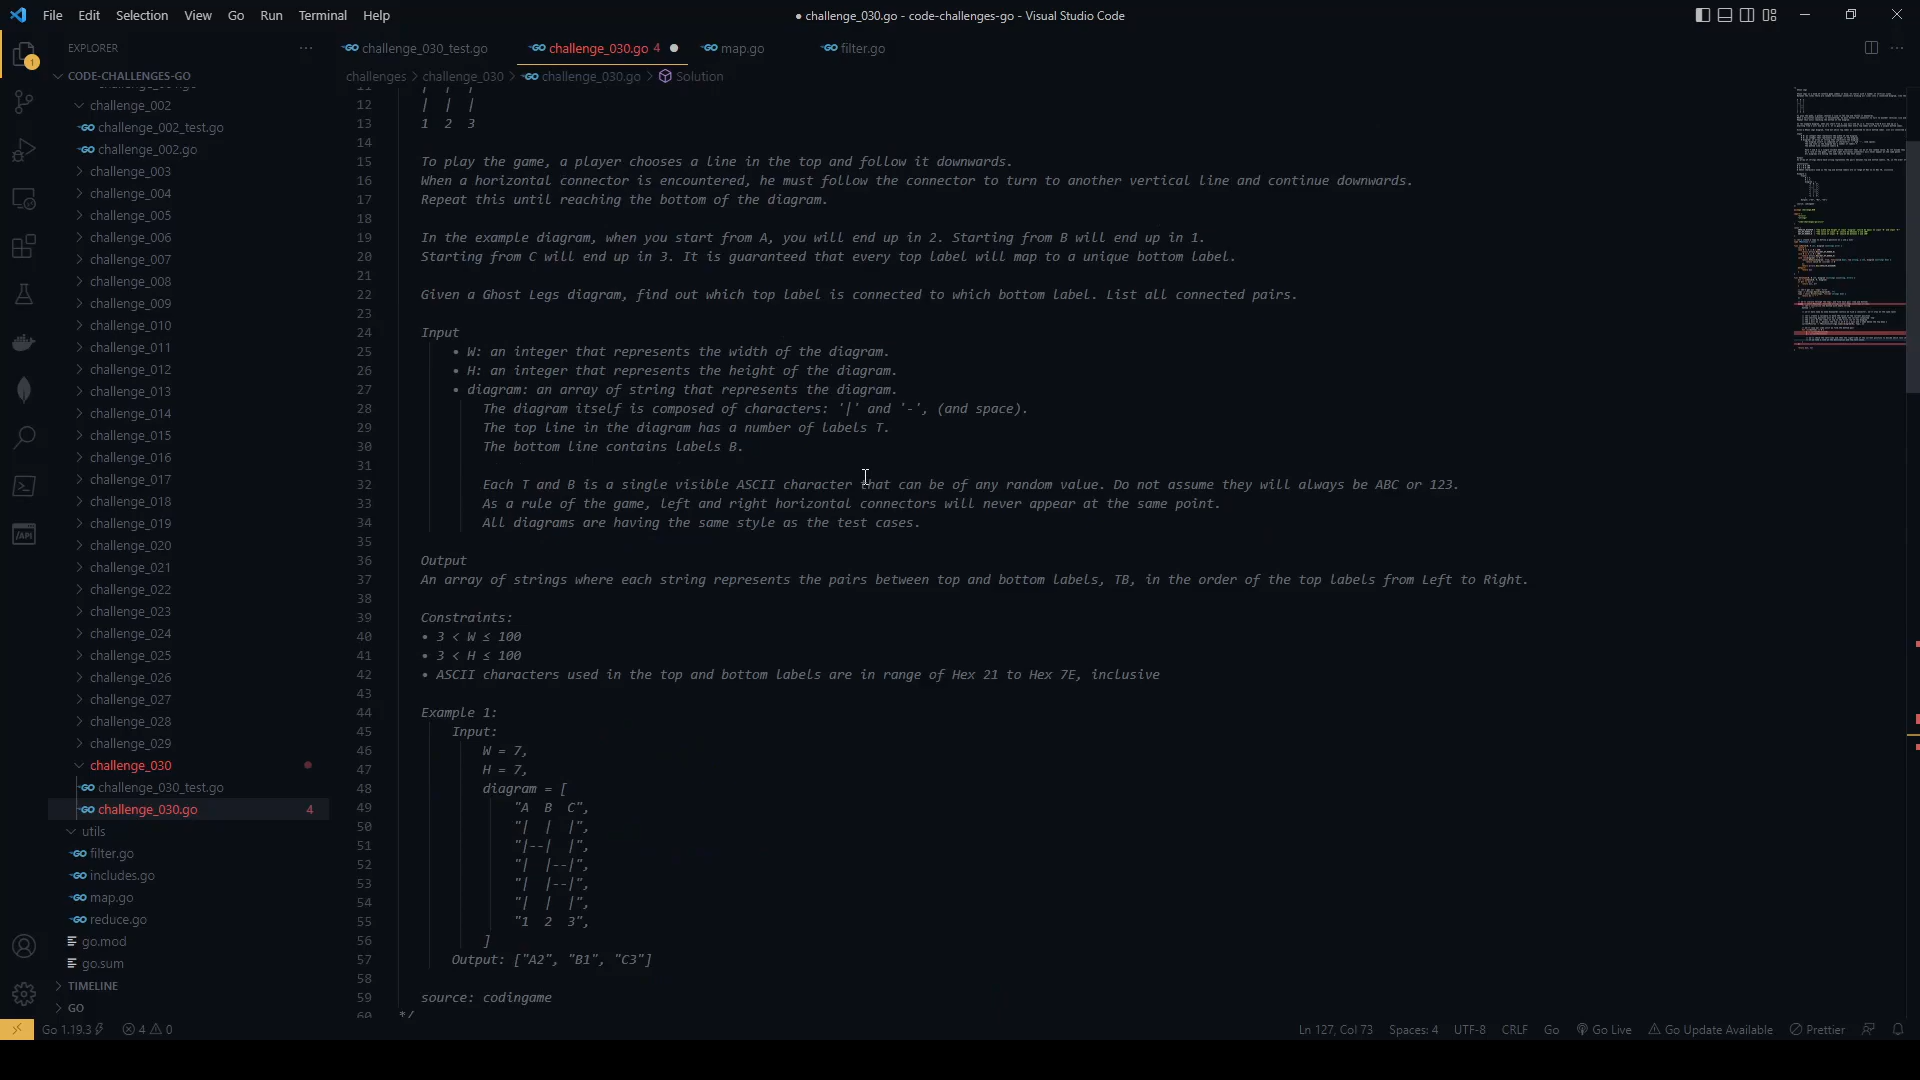 File Edit Selection View Go Run Terminal Help
● challenge_030.go - code-challenges-go - Visual Studio Code
EXPLORER ···
challenge_030_test.go
challenge_030.go 4 ●
map.go
filter.go
CODE-CHALLENGES-GO
challenges > challenge_030 > challenge_030.go > Solution
challenge_002
challenge_002_test.go
challenge_002.go
challenge_003
challenge_004
challenge_005
challenge_006
challenge_007
challenge_008
challenge_009
challenge_010
challenge_011
challenge_012
challenge_013
challenge_014
challenge_015
challenge_016
challenge_017
challenge_018
challenge_019
challenge_020
challenge_021
challenge_022
challenge_023
challenge_024
challenge_025
challenge_026
challenge_027
challenge_028
challenge_029
challenge_030
challenge_030_test.go
challenge_030.go 4
utils
filter.go
includes.go
map.go
reduce.go
go.mod
go.sum
TIMELINE
GO
12 | | |
13 1 2 3
14
15 To play the game, a player chooses a line in the top and follow it downwards.
16 When a horizontal connector is encountered, he must follow the connector to turn to another vertical line and continue downwards.
17 Repeat this until reaching the bottom of the diagram.
18
19 In the example diagram, when you start from A, you will end up in 2. Starting from B will end up in 1.
20 Starting from C will end up in 3. It is guaranteed that every top label will map to a unique bottom label.
21
22 Given a Ghost Legs diagram, find out which top label is connected to which bottom label. List all connected pairs.
23
24 Input
25 • W: an integer that represents the width of the diagram.
26 • H: an integer that represents the height of the diagram.
27 • diagram: an array of string that represents the diagram.
28 The diagram itself is composed of characters: '|' and '-', (and space).
29 The top line in the diagram has a number of labels T.
30 The bottom line contains labels B.
31
32 Each T and B is a single visible ASCII character that can be of any random value. Do not assume they will always be ABC or 123.
33 As a rule of the game, left and right horizontal connectors will never appear at the same point.
34 All diagrams are having the same style as the test cases.
35
36 Output
37 An array of strings where each string represents the pairs between top and bottom labels, TB, in the order of the top labels from Left to Right.
38
39 Constraints:
40 • 3 < W ≤ 100
41 • 3 < H ≤ 100
42 • ASCII characters used in the top and bottom labels are in range of Hex 21 to Hex 7E, inclusive
43
44 Example 1:
45 Input:
46 W = 7,
47 H = 7,
48 diagram = [
49 "A  B  C",
50 "|  |  |",
51 "|--|  |",
52 "|  |--|",
53 "|  |--|",
54 "|  |  |",
55 "1  2  3",
56 ]
57 Output: ["A2", "B1", "C3"]
58
59 source: codingame
60 */
Go 1.19.3 4 0 Ln 127, Col 73 Spaces: 4 UTF-8 CRLF Go Go Live Go Update Available Prettier
1
/API